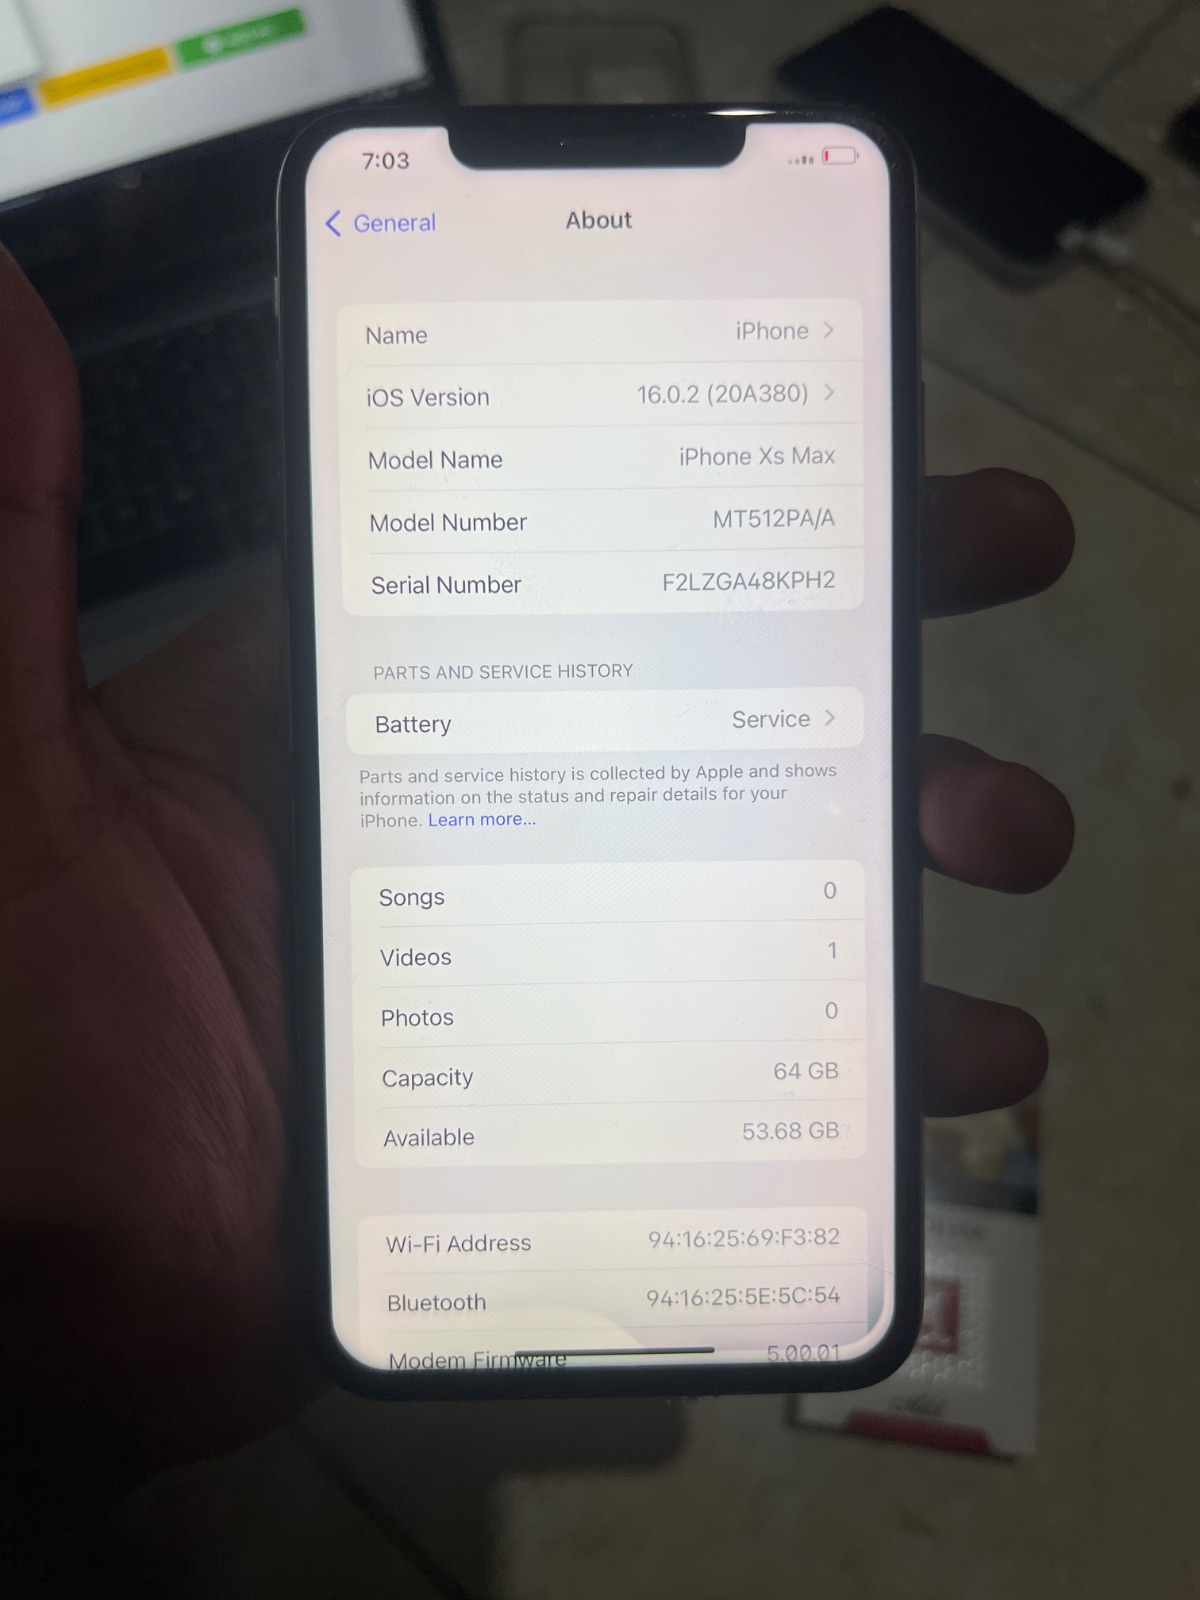 7:03
General
About
Name
iPhone
iOS Version
16.0.2 (20A380)
Model Name
iPhone Xs Max
Model Number
MT512PA/A
Serial Number
F2LZGA48KPH2
PARTS AND SERVICE HISTORY
Battery
Service
Parts and service history is collected by Apple and shows
information on the status and repair details for your
iPhone. Learn more...
Songs
0
Videos
1
Photos
0
Capacity
64 GB
Available
53.68 GB
Wi-Fi Address
94:16:25:69:F3:82
Bluetooth
94:16:25:5E:5C:54
Modem Firmware
5.00.01